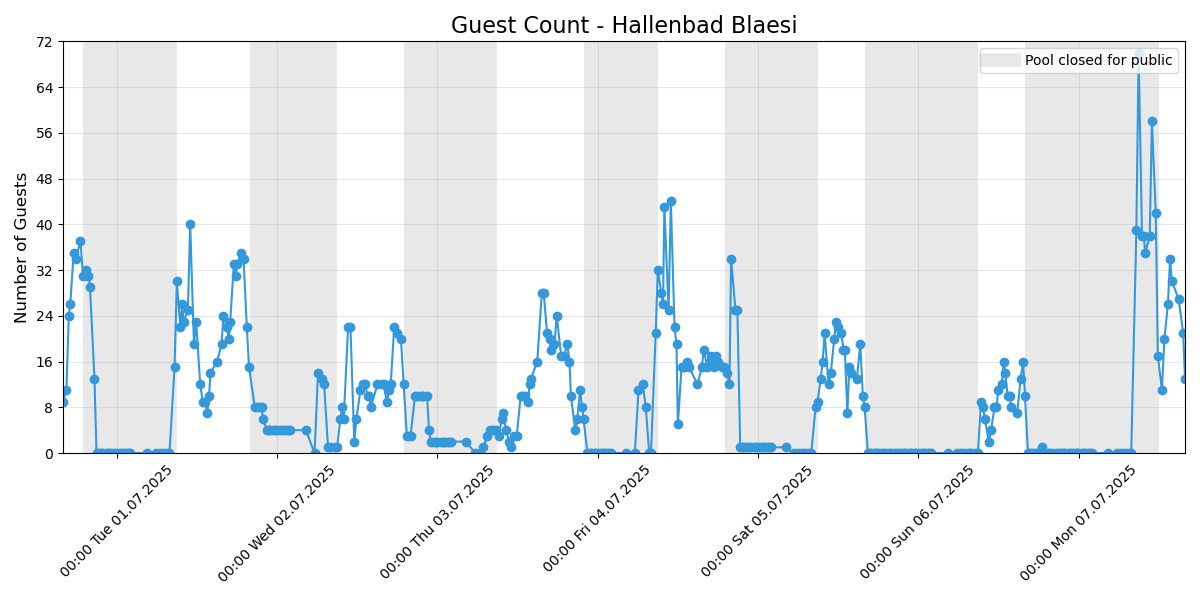 Guest Count - Hallenbad Blaesi
Number of Guests
72
64
56
48
40
32
24
16
8
0
Pool closed for public
00:00 Tue 01.07.2025
00:00 Wed 02.07.2025
00:00 Thu 03.07.2025
00:00 Fri 04.07.2025
00:00 Sat 05.07.2025
00:00 Sun 06.07.2025
00:00 Mon 07.07.2025